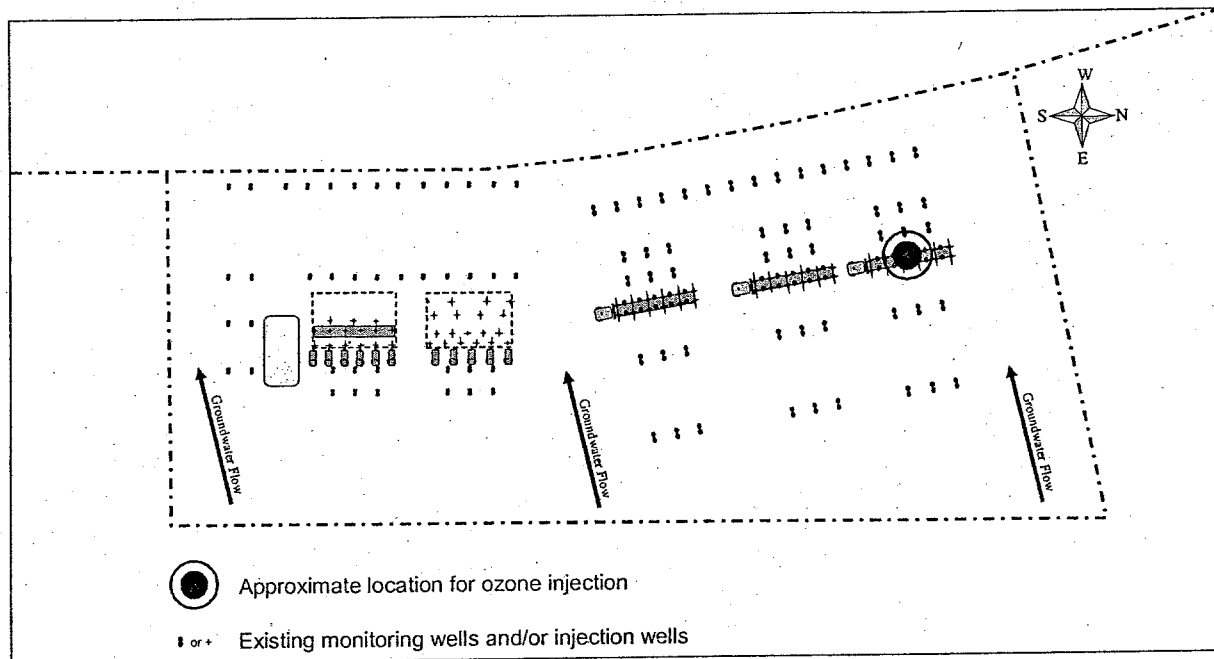 W
S N
E
Groundwater Flow
Groundwater Flow
Groundwater Flow
Approximate location for ozone injection
or + Existing monitoring wells and/or injection wells